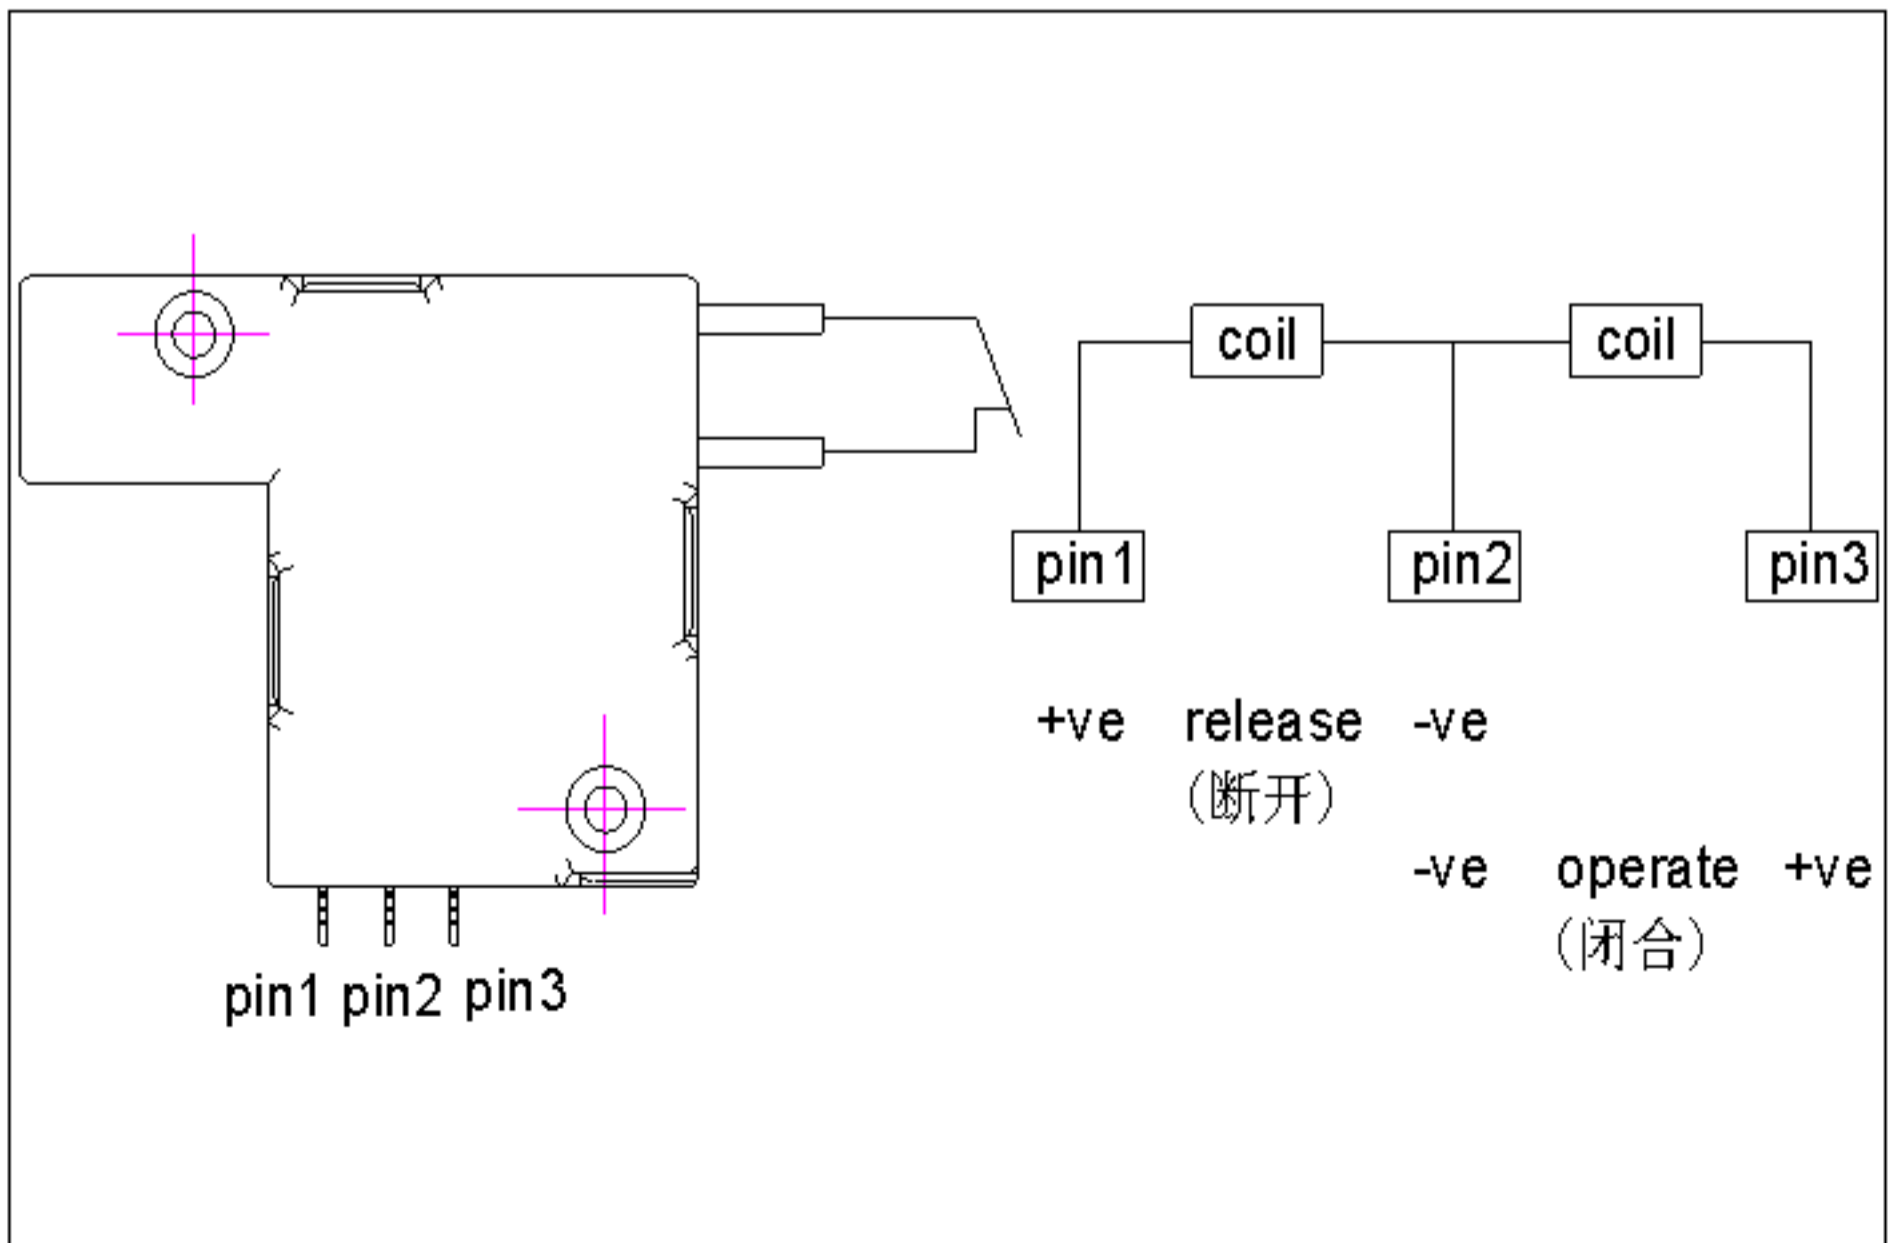 coil coil
pin1 pin2 pin3
+ve release -ve
(断开)
-ve operate +ve
(闭合)
pin1 pin2 pin3